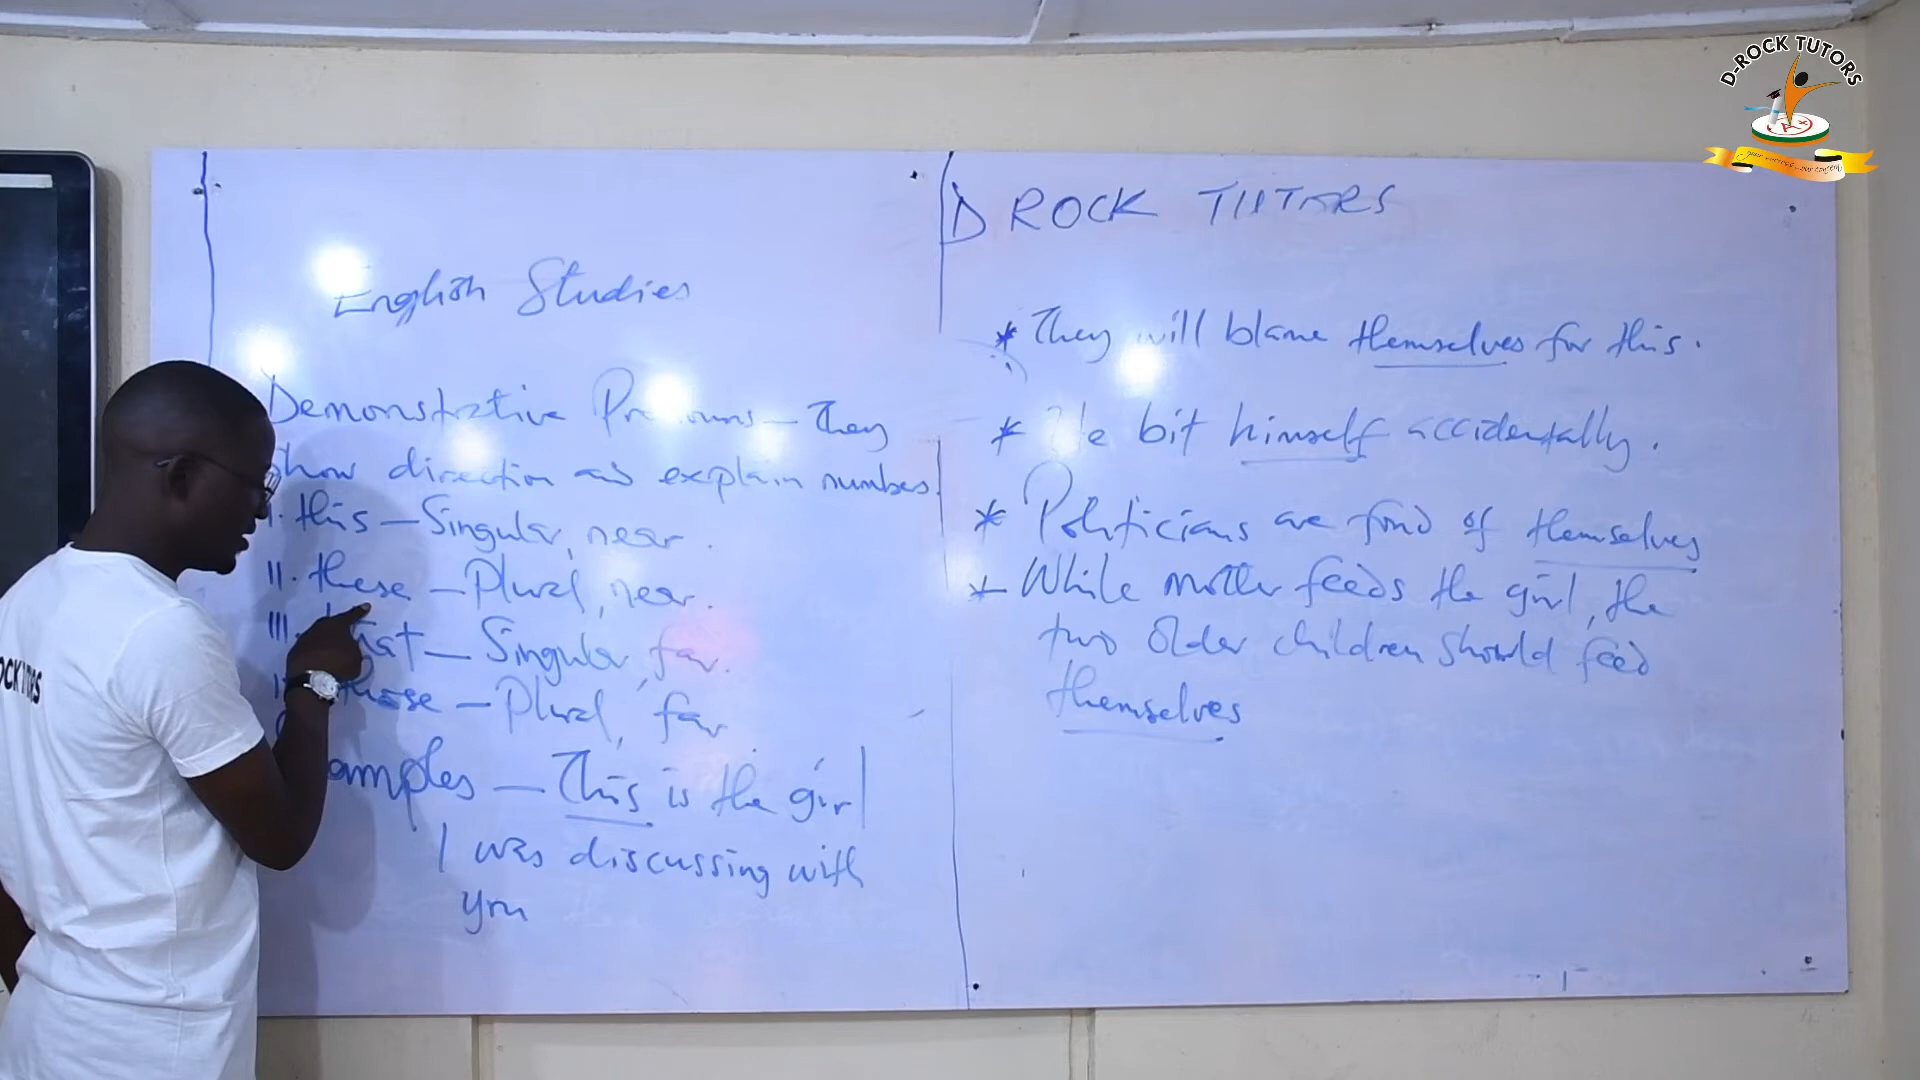 D-ROCK TUTORS
A+
D ROCK TUTORS
English Studies
Demonstrative Pronouns - They
show direction and explain numbers.
I. this - Singular, near.
II. these - Plural, near.
III. that - Singular, far.
those - Plural, far
Examples - This is the girl
I was discussing with
you
* They will blame themselves for this.
* He bit himself accidentally.
* Politicians are fond of themselves
* While mother feeds the girl, the
two older children should feed
themselves